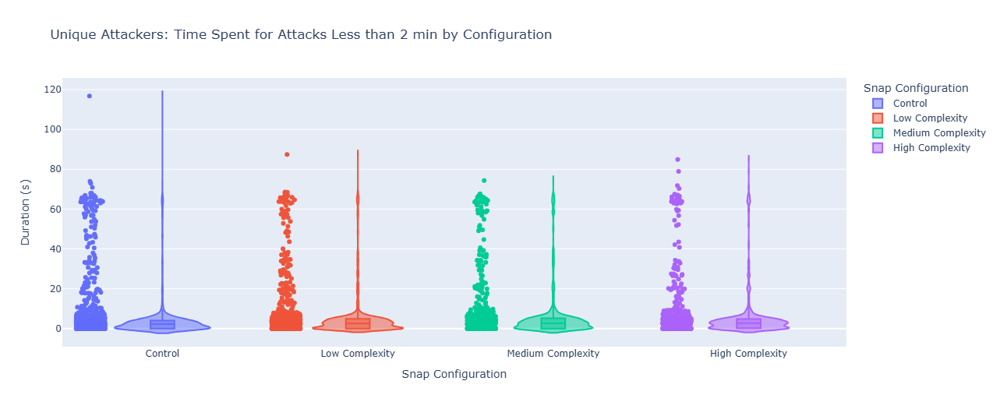 Unique Attackers: Time Spent for Attacks Less than 2 min by Configuration
Snap Configuration
Control
Low Complexity
Medium Complexity
High Complexity
Duration (s)
120
100
80
60
40
20
0
Control
Low Complexity
Medium Complexity
High Complexity
Snap Configuration